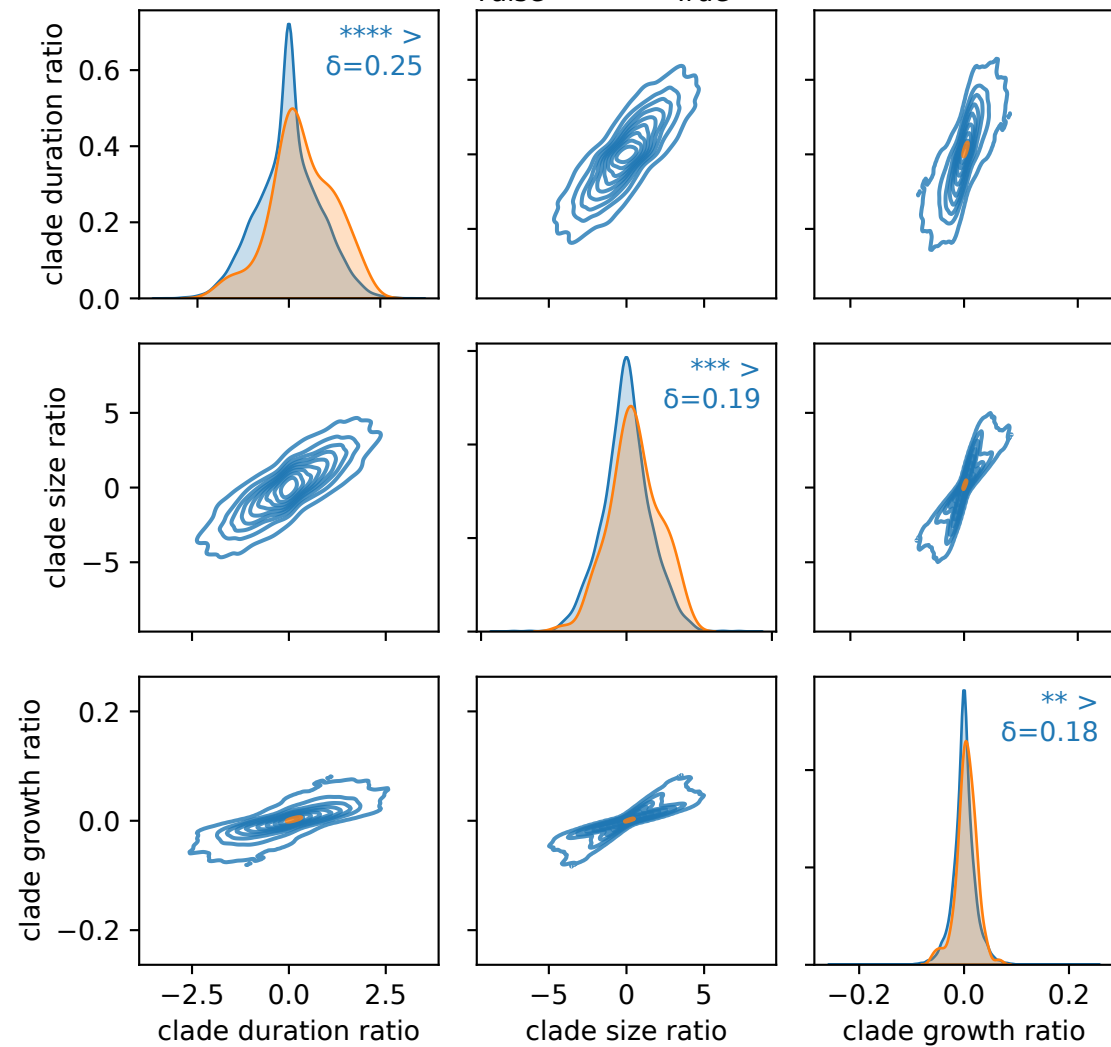 clade duration ratio
0.6
0.4
0.2
0.0
**** >
δ=0.25
clade size ratio
5
0
−5
*** >
δ=0.19
clade growth ratio
0.2
0.0
−0.2
** >
δ=0.18
−2.5 0.0 2.5
−5 0 5
−0.2 0.0 0.2
clade duration ratio
clade size ratio
clade growth ratio